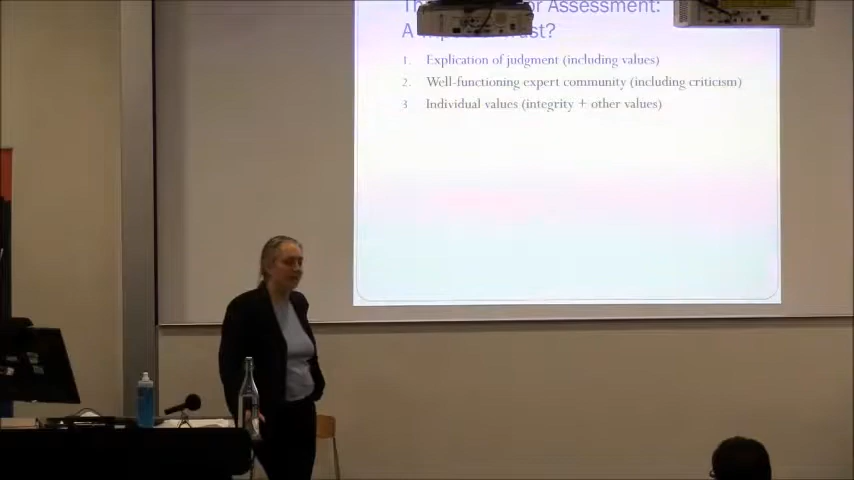 or Assessment:
A
1. Explication of judgment (including values)
2. Well-functioning expert community (including criticism)
3 Individual values (integrity + other values)